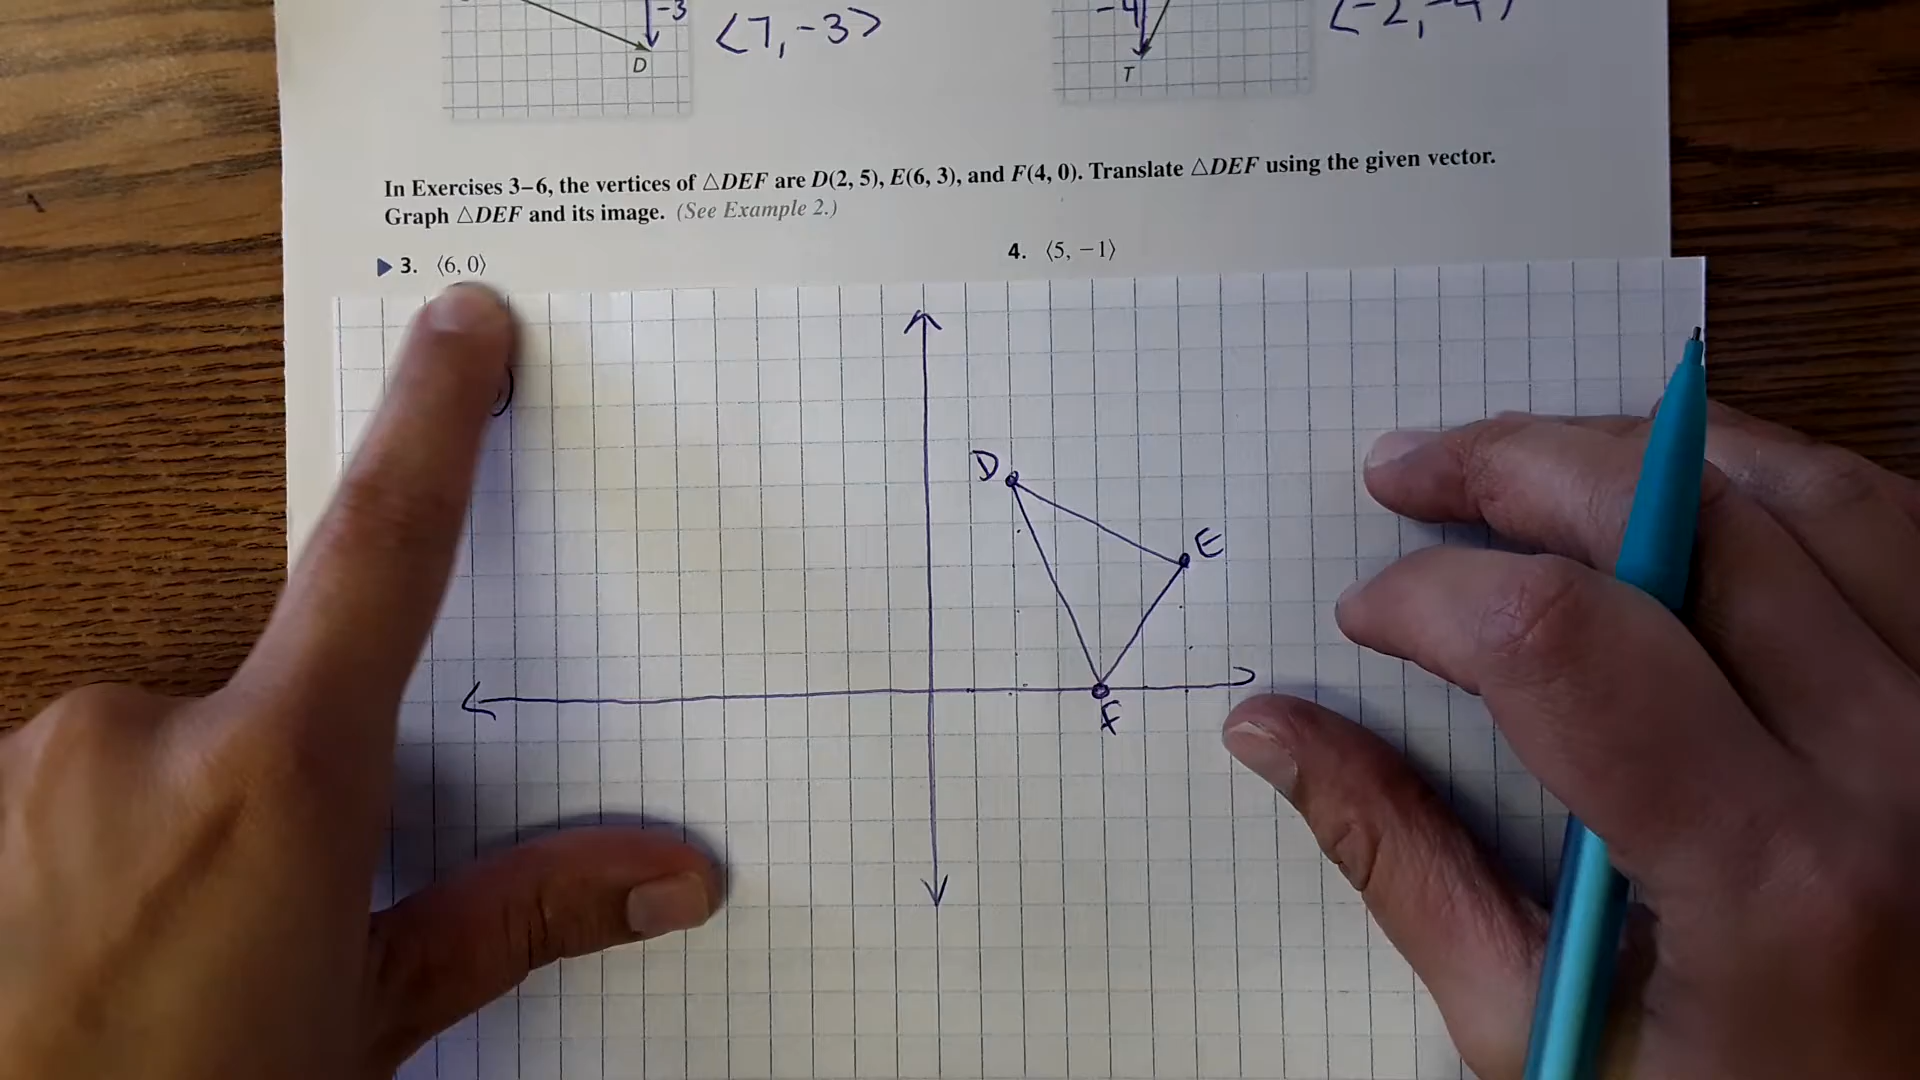 -3
⟨7,-3⟩
-4
⟨-2,-4⟩
D
T
In Exercises 3–6, the vertices of △DEF are D(2, 5), E(6, 3), and F(4, 0). Translate △DEF using the given vector.
Graph △DEF and its image. (See Example 2.)
3. ⟨6, 0⟩
4. ⟨5, −1⟩
D
E
F